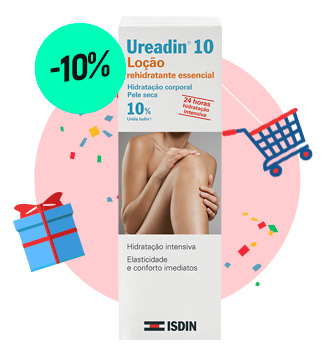 -10%
Ureadin® 10
Loção
rehidratante essencial
Hidratação corporal
Pele seca
10%
Ureia Isdin®
24 horas
hidratação
intensiva
Hidratação intensiva
Elasticidade
e conforto imediatos
ISDIN